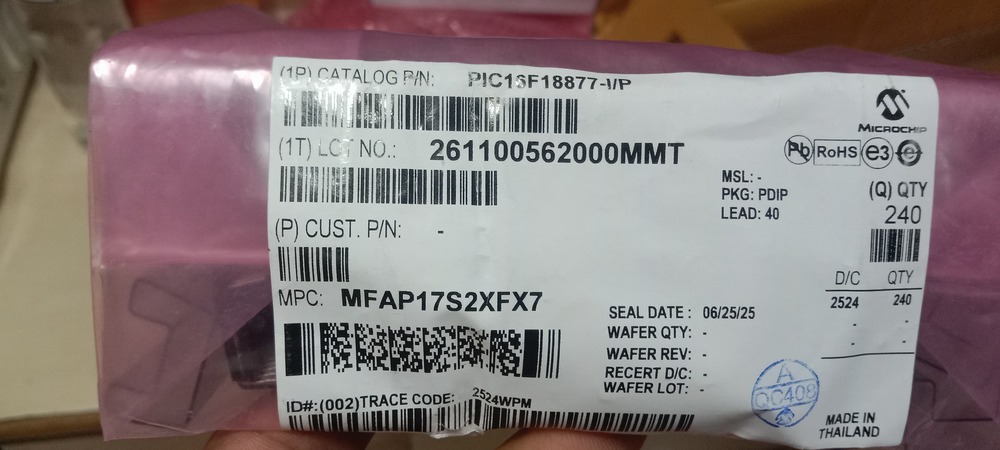 (1P) CATALOG P/N: PIC16F18877-I/P
MICROCHIP
(1T) LOT NO.: 261100562000MMT
Pb RoHS e3 e
MSL: -
PKG: PDIP
LEAD: 40
(Q) QTY
240
(P) CUST. P/N: -
D/C QTY
2524 240
- -
- -
MPC: MFAP17S2XFX7
SEAL DATE : 06/25/25
WAFER QTY: -
WAFER REV: -
RECERT D/C: -
WAFER LOT: -
A
QC408
ID#:(002)TRACE CODE: 2524WPM
MADE IN
THAILAND